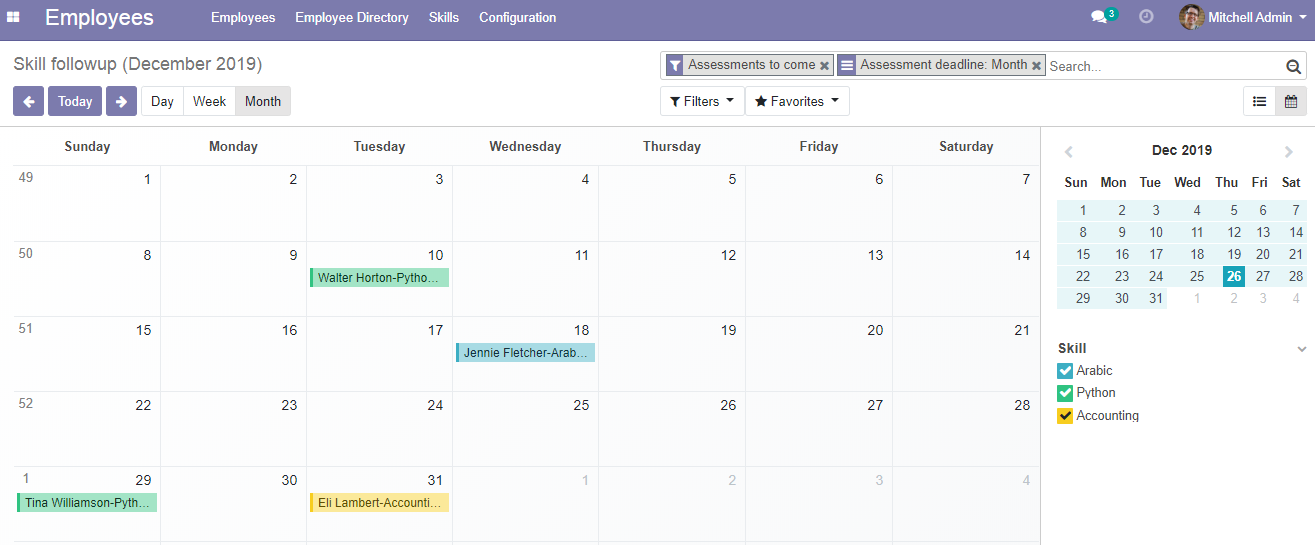 Employees Employees Employee Directory Skills Configuration 3 Mitchell Admin
Skill followup (December 2019)
Assessments to come Assessment deadline: Month Search...
Today Day Week Month
Filters Favorites
Sunday Monday Tuesday Wednesday Thursday Friday Saturday
49 1 2 3 4 5 6 7
50 8 9 10 11 12 13 14
Walter Horton-Pytho...
51 15 16 17 18 19 20 21
Jennie Fletcher-Arab...
52 22 23 24 25 26 27 28
1 29 30 31 1 2 3 4
Tina Williamson-Pyth... Eli Lambert-Accounti...
Dec 2019
Sun Mon Tue Wed Thu Fri Sat
1 2 3 4 5 6 7
8 9 10 11 12 13 14
15 16 17 18 19 20 21
22 23 24 25 26 27 28
29 30 31 1 2 3 4
Skill
Arabic
Python
Accounting